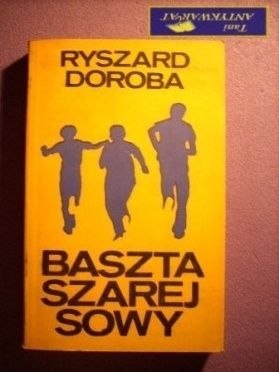 Tani
ANTYKWARIAT
RYSZARD
DOROBA
BASZTA
SZAREJ
SOWY